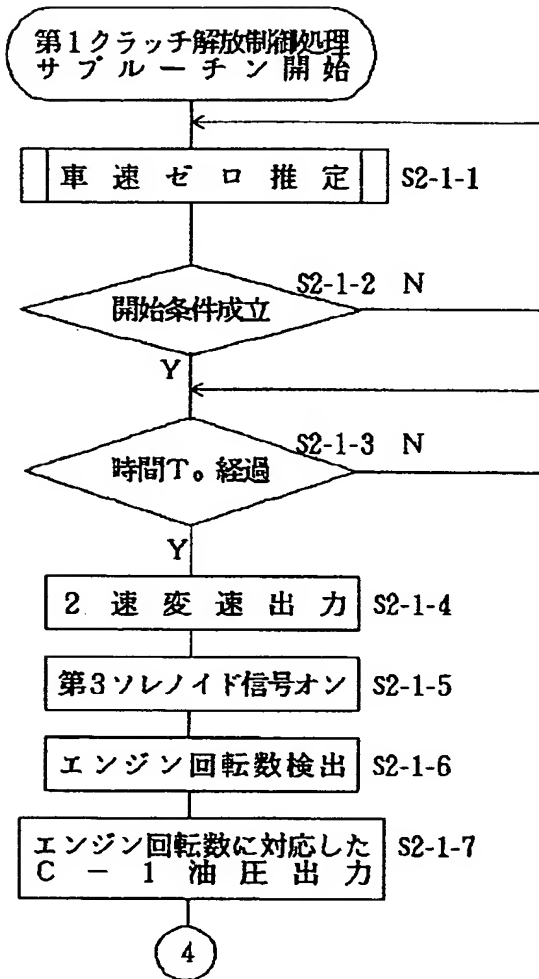 第1クラッチ解放制御処理
サブルーチン開始
車速ゼロ推定
S2-1-1
S2-1-2 N
開始条件成立
Y
S2-1-3 N
時間T₀経過
Y
2速変速出力
S2-1-4
第3ソレノイド信号オン
S2-1-5
エンジン回転数検出
S2-1-6
エンジン回転数に対応した
C-1油圧出力
S2-1-7
4